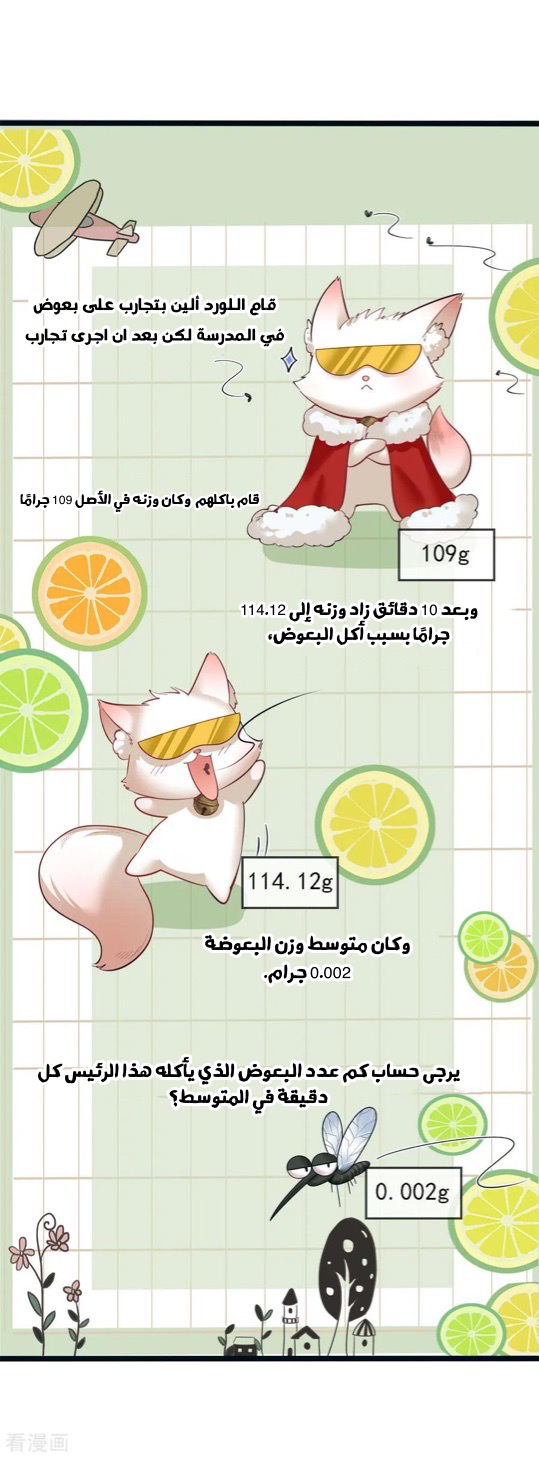 قام اللورد ألين بتجارب على بعوض
في المدرسة لكن بعد ان اجرى تجارب
قام باكلهم وكان وزنه في الأصل 109 جرامًا
109g
وبعد 10 دقائق زاد وزنه إلى 114.12
جرامًا بسبب أكل البعوض،
114.12g
وكان متوسط وزن البعوضة
0.002 جرام.
يرجى حساب كم عدد البعوض الذي يأكله هذا الرئيس كل
دقيقة في المتوسط؟
0.002g
看漫画